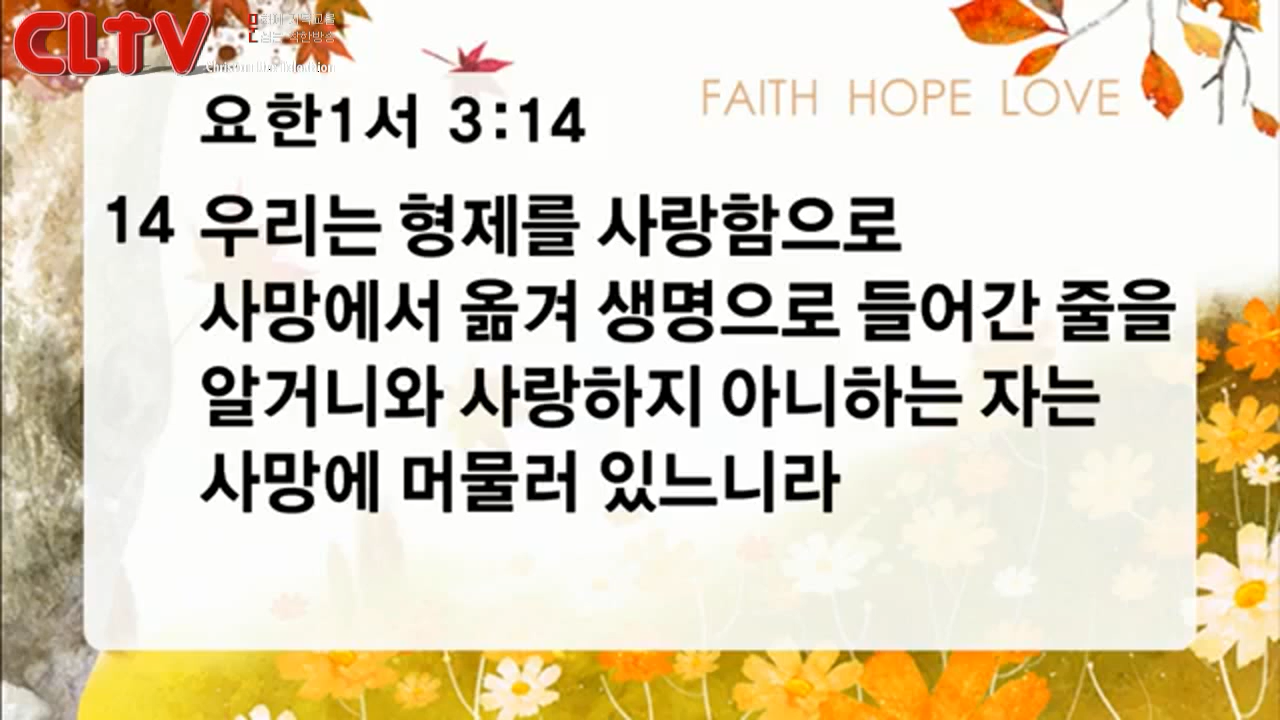 CLTV
FAITH HOPE LOVE
요한1서 3:14
14 우리는 형제를 사랑함으로
사망에서 옮겨 생명으로 들어간 줄을
알거니와 사랑하지 아니하는 자는
사망에 머물러 있느니라